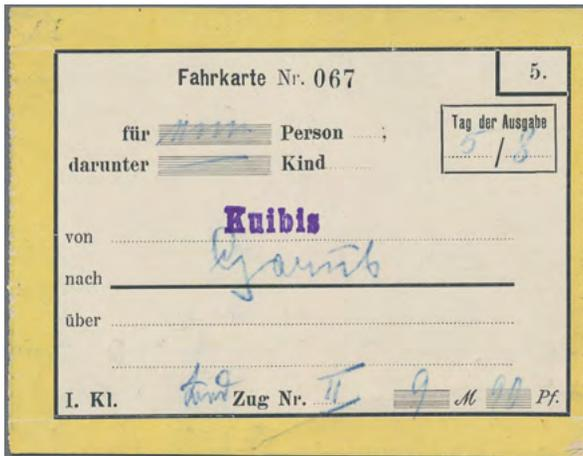 5.
Fahrkarte Nr. 067
Tag der Ausgabe
5/8
für Person ;
darunter Kind
von Kuibis
nach Garub
über
I. Kl. Zug Nr. II 9 M Pf.